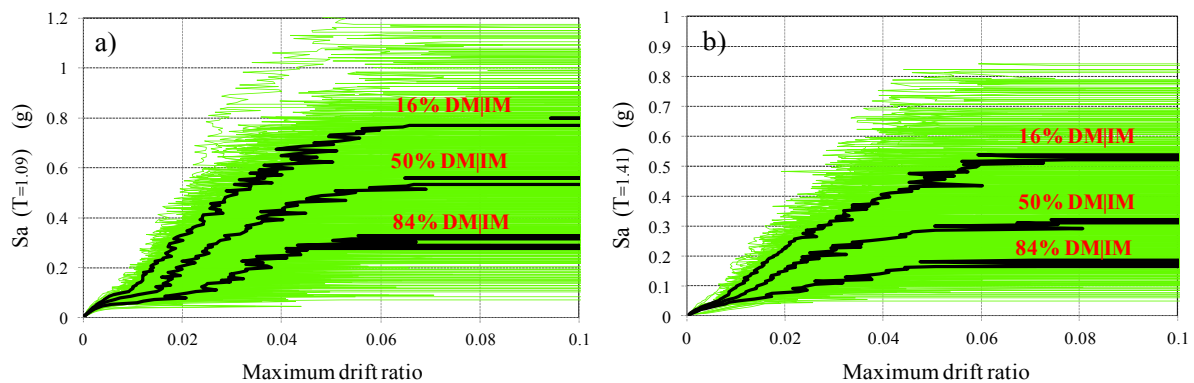 a)
Sa (T=1.09) (g)
1.2
1
0.8
0.6
0.4
0.2
0
16% DM|IM
50% DM|IM
84% DM|IM
0 0.02 0.04 0.06 0.08 0.1
Maximum drift ratio
b)
Sa (T=1.41) (g)
1
0.9
0.8
0.7
0.6
0.5
0.4
0.3
0.2
0.1
0
16% DM|IM
50% DM|IM
84% DM|IM
0 0.02 0.04 0.06 0.08 0.1
Maximum drift ratio